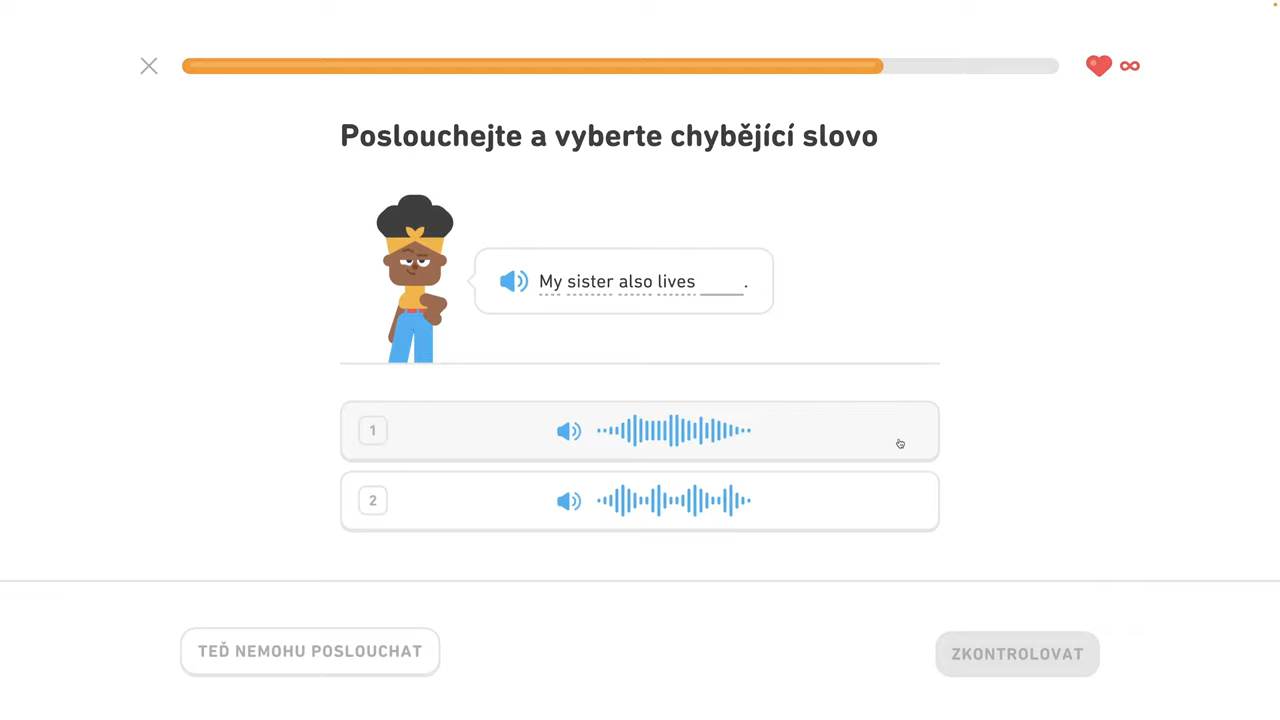 Poslouchejte a vyberte chybějící slovo
My sister also lives ____.
1
2
TEĎ NEMOHU POSLOUCHAT
ZKONTROLOVAT